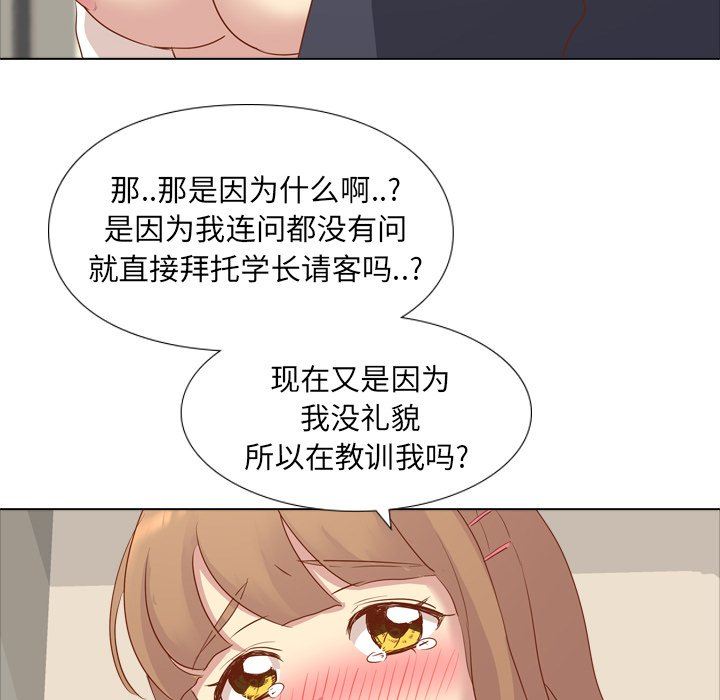 那..那是因为什么啊..?
是因为我连问都没有问
就直接拜托学长请客吗..?
现在又是因为
我没礼貌
所以在教训我吗?